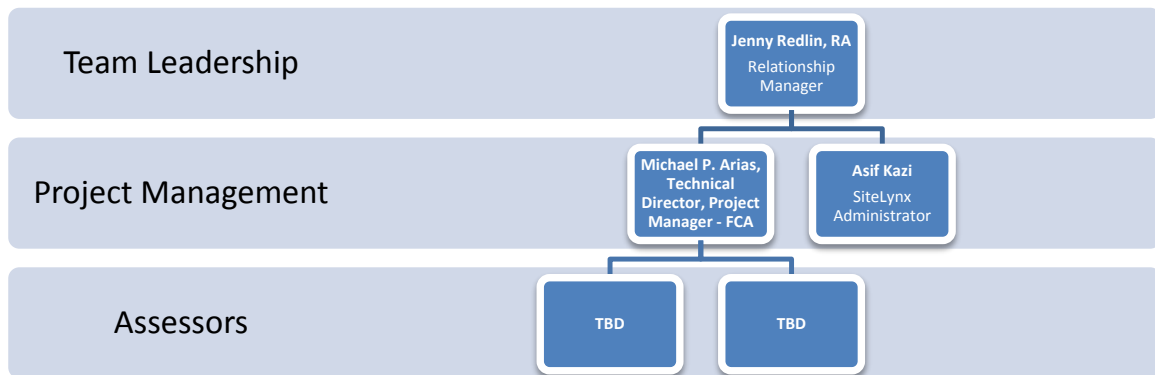 Team Leadership
Jenny Redlin, RA
Relationship
Manager
Project Management
Michael P. Arias,
Technical
Director, Project
Manager - FCA
Asif Kazi
SiteLynx
Administrator
Assessors
TBD
TBD